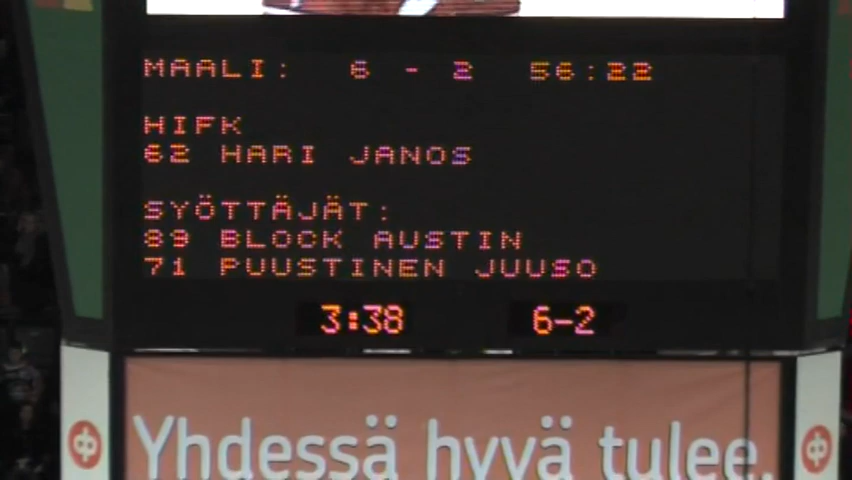 MAALI: 6 - 2 56:22
HIFK
62 HARI JANOS
SYÖTTÄJÄT:
89 BLOCK AUSTIN
71 PUUSTINEN JUUSO
3:38 6-2
Yhdessä hyvä tulee.